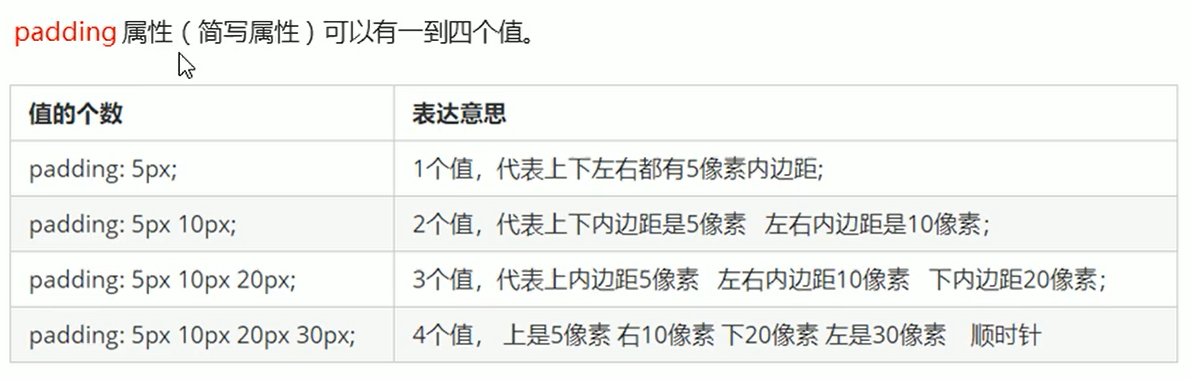 padding 属性（简写属性）可以有一到四个值。
值的个数 表达意思
padding: 5px; 1个值，代表上下左右都有5像素内边距;
padding: 5px 10px; 2个值，代表上下内边距是5像素 左右内边距是10像素；
padding: 5px 10px 20px; 3个值，代表上内边距5像素 左右内边距10像素 下内边距20像素；
padding: 5px 10px 20px 30px; 4个值， 上是5像素 右10像素 下20像素 左是30像素 顺时针